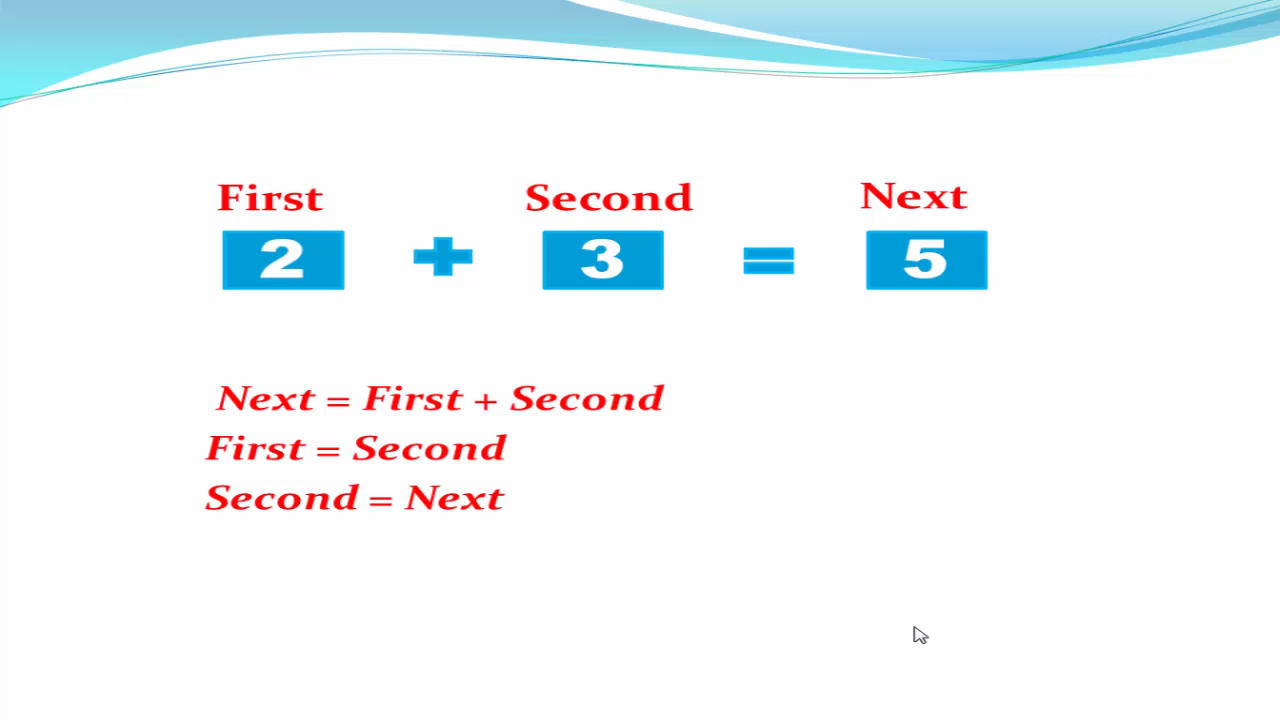 First Second Next
2 + 3 = 5
Next = First + Second
First = Second
Second = Next